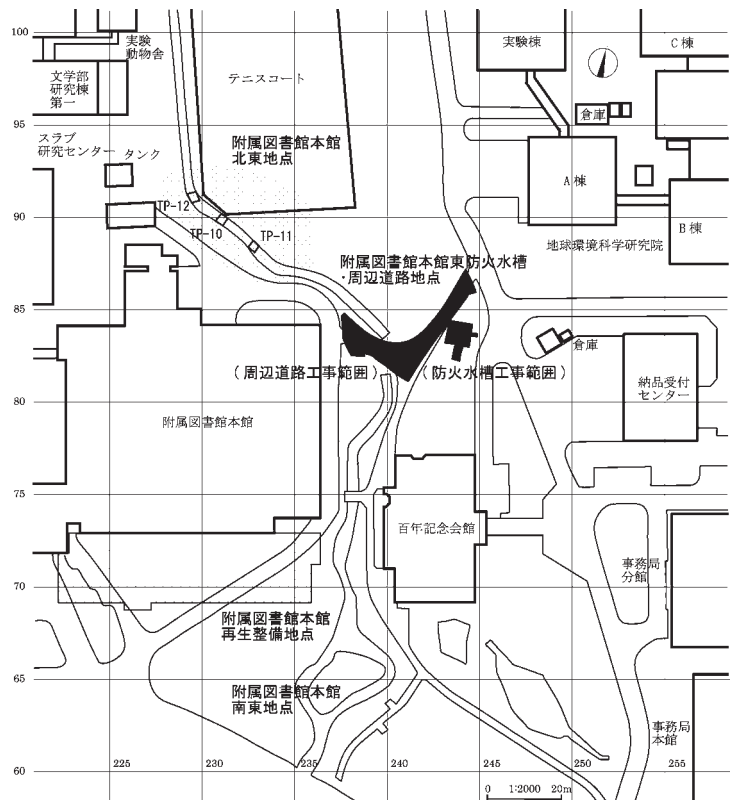 100
実験
動物舎
実験棟
C棟
文学部
研究棟
第一
テニスコート
倉庫
95
スラブ
研究センター
タンク
附属図書館本館
北東地点
A棟
90
TP-12
TP-10
TP-11
B棟
地球環境科学研究院
附属図書館本館東防火水槽
・周辺道路地点
85
倉庫
(周辺道路工事範囲)
(防火水槽工事範囲)
納品受付
センター
80
附属図書館本館
75
百年記念会館
事務局
分館
70
附属図書館本館
再生整備地点
65
附属図書館本館
南東地点
事務局
本館
60
225
230
235
240
245
250
255
0 1:2000 20m